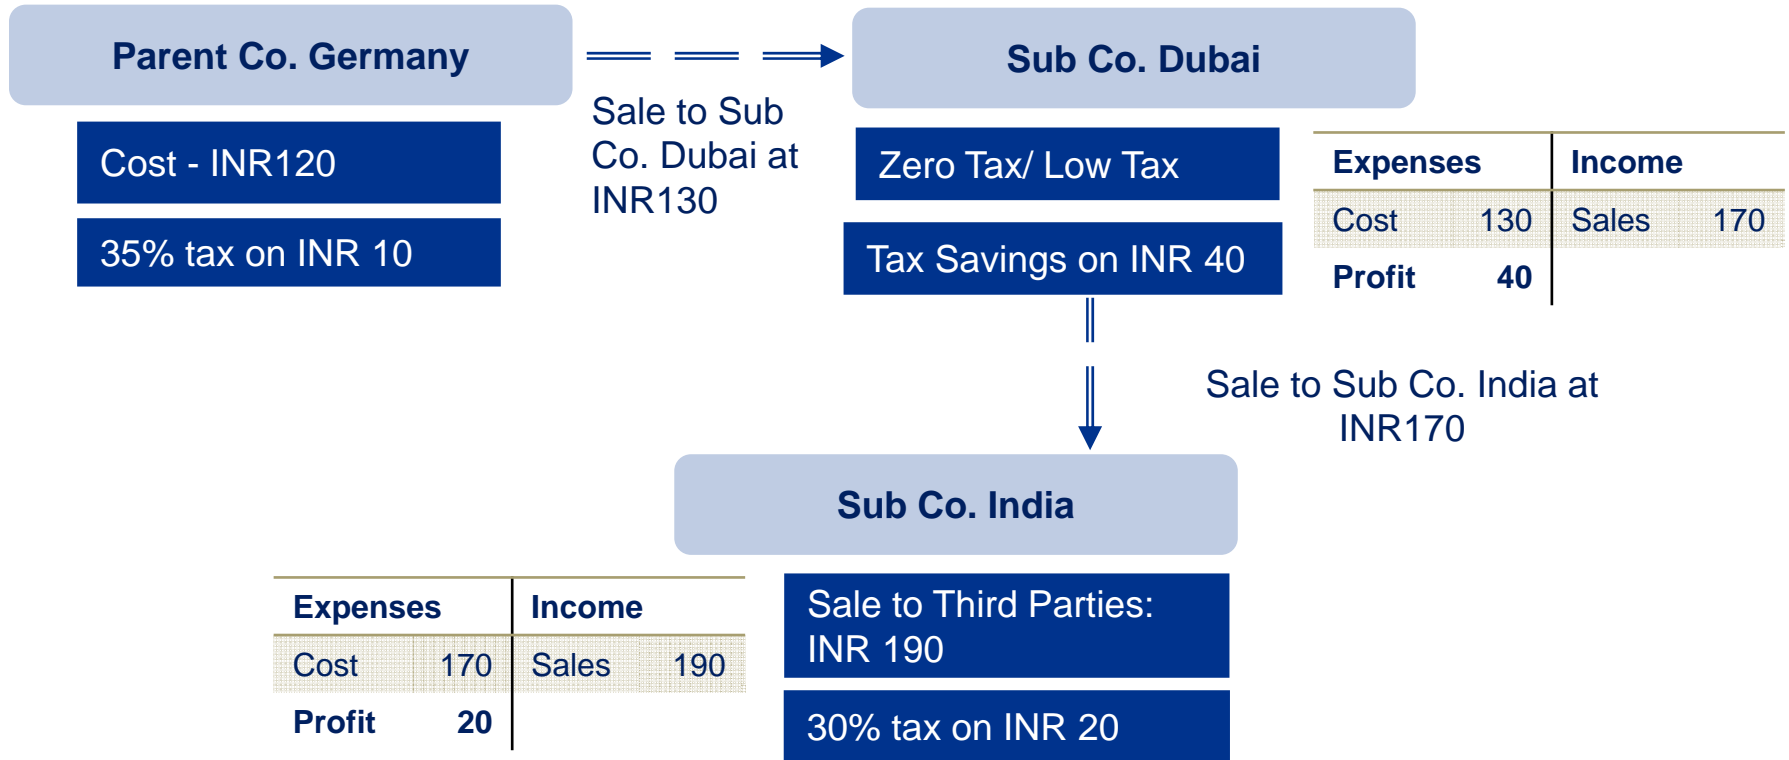 Parent Co. Germany
Sub Co. Dubai
Sale to Sub
Co. Dubai at
INR130
Cost - INR120
35% tax on INR 10
Zero Tax/ Low Tax
Tax Savings on INR 40
Expenses Income
Cost 130 Sales 170
Profit 40
Sale to Sub Co. India at
INR170
Sub Co. India
Expenses Income
Cost 170 Sales 190
Profit 20
Sale to Third Parties:
INR 190
30% tax on INR 20